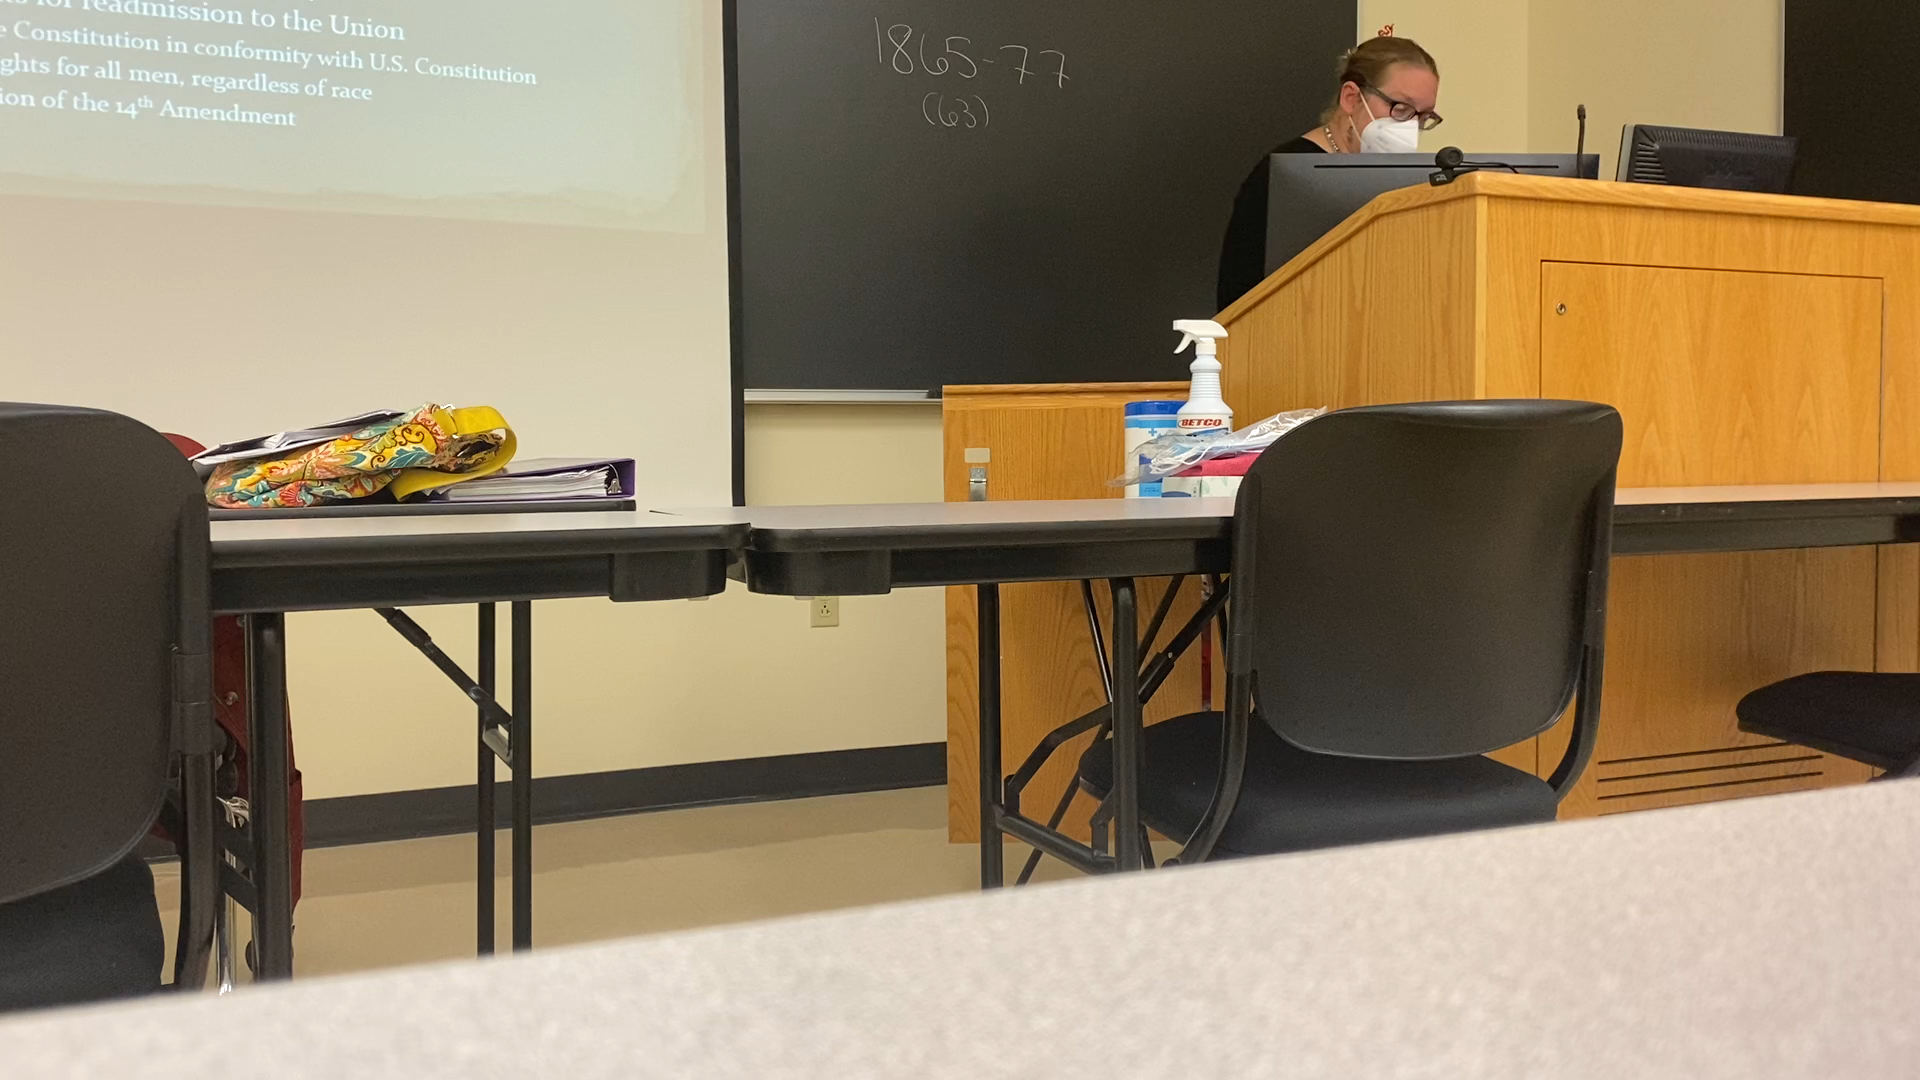 for readmission to the Union
Constitution in conformity with U.S. Constitution
ghts for all men, regardless of race
ion of the 14th Amendment
1865-77
(63)
BETCO